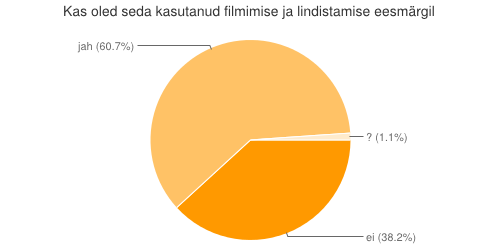 Kas oled seda kasutanud filmimise ja lindistamise eesmärgil
jah (60.7%)
? (1.1%)
ei (38.2%)